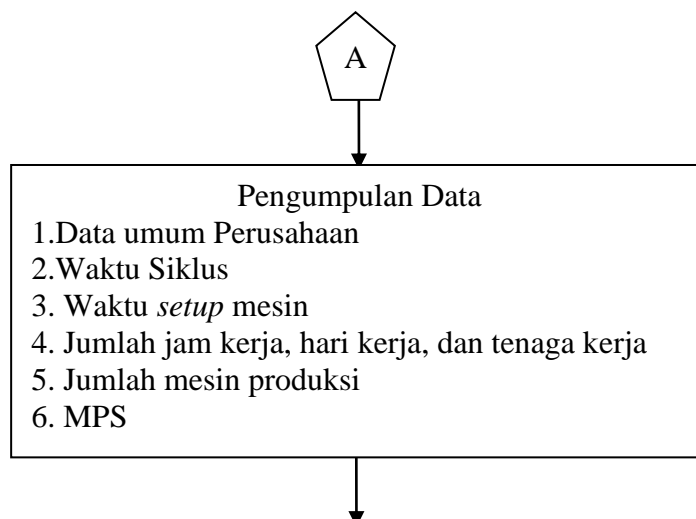 A
Pengumpulan Data
1.Data umum Perusahaan
2.Waktu Siklus
3. Waktu setup mesin
4. Jumlah jam kerja, hari kerja, dan tenaga kerja
5. Jumlah mesin produksi
6. MPS